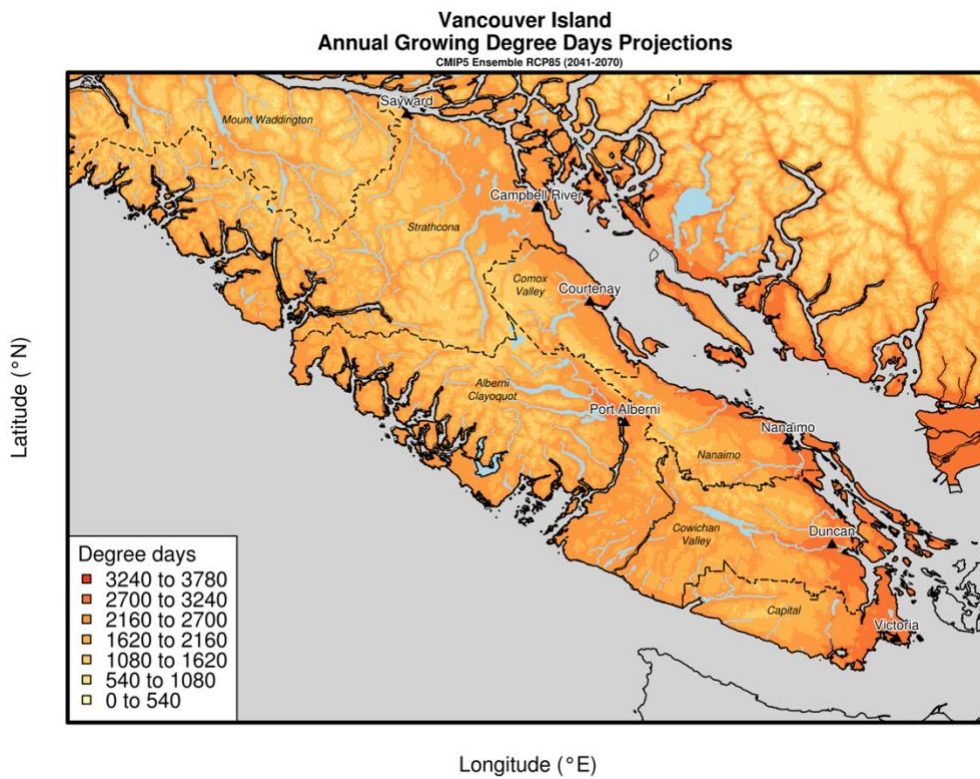 Vancouver Island
Annual Growing Degree Days Projections
CMIP5 Ensemble RCP85 (2041-2070)
Sayward
Mount Waddington
Campbell River
Strathcona
Comox
Valley
Courtenay
Alberni
Clayoquot
Port Alberni
Nanaimo
Nanaimo
Cowichan
Valley
Duncan
Capital
Victoria
Latitude (°N)
Degree days
3240 to 3780
2700 to 3240
2160 to 2700
1620 to 2160
1080 to 1620
540 to 1080
0 to 540
Longitude (°E)